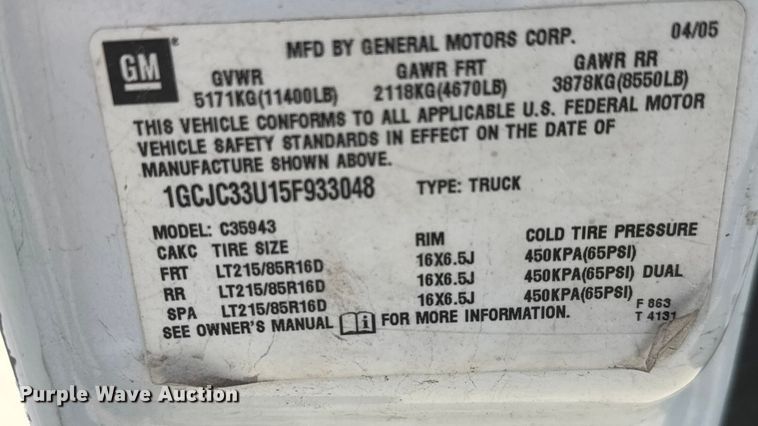 GM ®
MFD BY GENERAL MOTORS CORP. 04/05
GVWR GAWR FRT GAWR RR
5171KG(11400LB) 2118KG(4670LB) 3878KG(8550LB)
THIS VEHICLE CONFORMS TO ALL APPLICABLE U.S. FEDERAL MOTOR
VEHICLE SAFETY STANDARDS IN EFFECT ON THE DATE OF
MANUFACTURE SHOWN ABOVE.
1GCJC33U15F933048 TYPE: TRUCK
MODEL: C35943
CAKC TIRE SIZE RIM COLD TIRE PRESSURE
FRT LT215/85R16D 16X6.5J 450KPA(65PSI)
RR LT215/85R16D 16X6.5J 450KPA(65PSI) DUAL
SPA LT215/85R16D 16X6.5J 450KPA(65PSI)
SEE OWNER'S MANUAL i FOR MORE INFORMATION.
F 863
T 4131
Purple Wave Auction